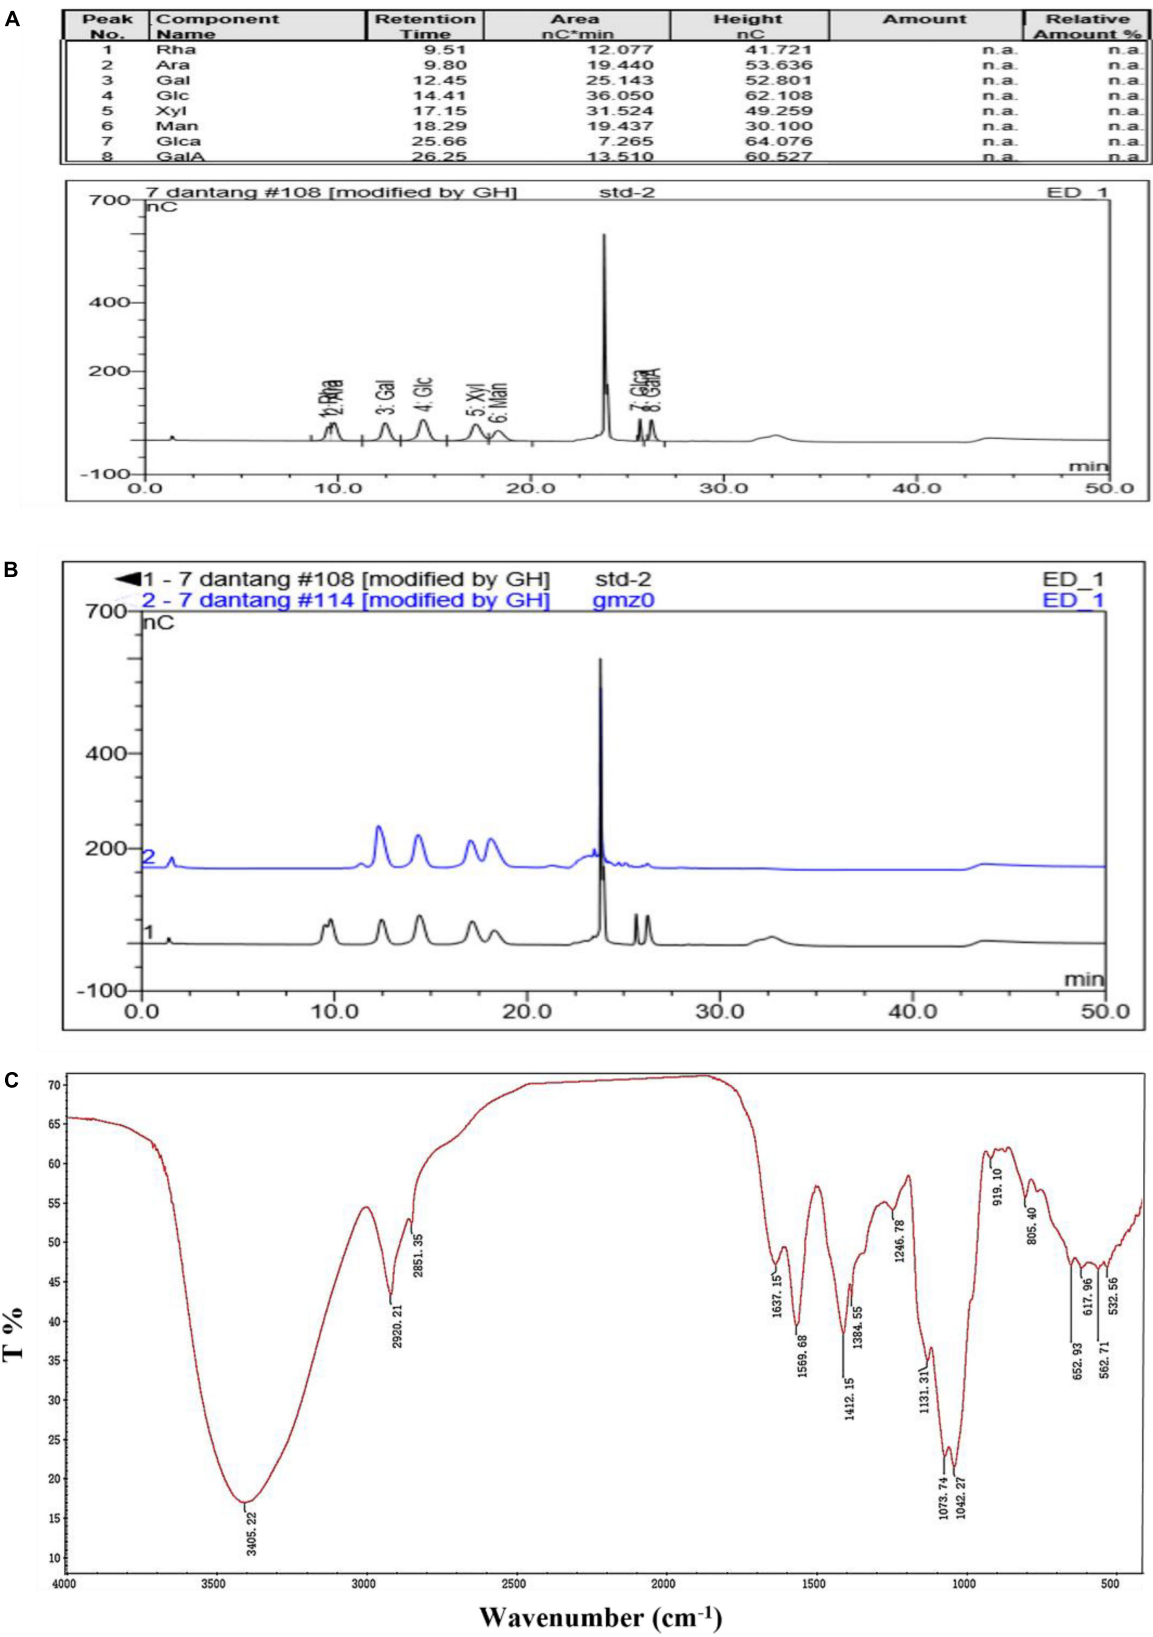 A
Peak No. Component Name Retention Time Area nC*min Height nC Amount Relative Amount %
1 Rha 9.51 12.077 41.721 n.a. n.a.
2 Ara 9.80 19.440 53.636 n.a. n.a.
3 Gal 12.45 25.143 52.801 n.a. n.a.
4 Glc 14.41 36.050 62.108 n.a. n.a.
5 Xyl 17.15 31.524 49.259 n.a. n.a.
6 Man 18.29 19.437 30.100 n.a. n.a.
7 Glca 25.66 7.265 64.076 n.a. n.a.
8 GalA 26.25 13.510 60.527 n.a. n.a.
7 dantang #108 [modified by GH] std-2 ED_1
700
nC
400
200
-100
1: Rha
2: Ara
3: Gal
4: Glc
5: Xyl
6: Man
7: Glca
8: GalA
min
0.0 10.0 20.0 30.0 40.0 50.0
B
1 - 7 dantang #108 [modified by GH] std-2 ED_1
2 - 7 dantang #114 [modified by GH] gmz0 ED_1
700
nC
400
200
2
1
-100
min
0.0 10.0 20.0 30.0 40.0 50.0
C
70
65
60
55
50
45
40
35
30
25
20
15
10
T %
3405.22
2920.21
2851.35
1637.15
1569.68
1412.15
1384.55
1246.78
1131.31
1073.74
1042.27
919.10
805.40
652.93
617.96
562.71
532.56
4000 3500 3000 2500 2000 1500 1000 500
Wavenumber (cm-1)